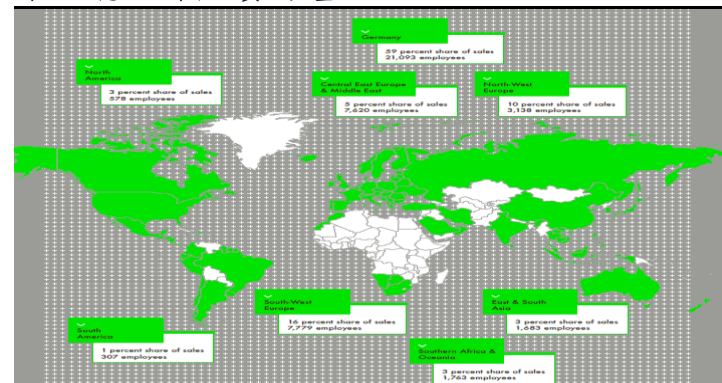 Germany
59 percent share of sales
21,093 employees
North
America
3 percent share of sales
578 employees
Central East Europe
& Middle East
5 percent share of sales
7,620 employees
North-West
Europe
10 percent share of sales
3,138 employees
South-West
Europe
16 percent share of sales
7,779 employees
East & South
Asia
3 percent share of sales
1,683 employees
South
America
1 percent share of sales
307 employees
Southern Africa &
Oceania
3 percent share of sales
1,763 employees